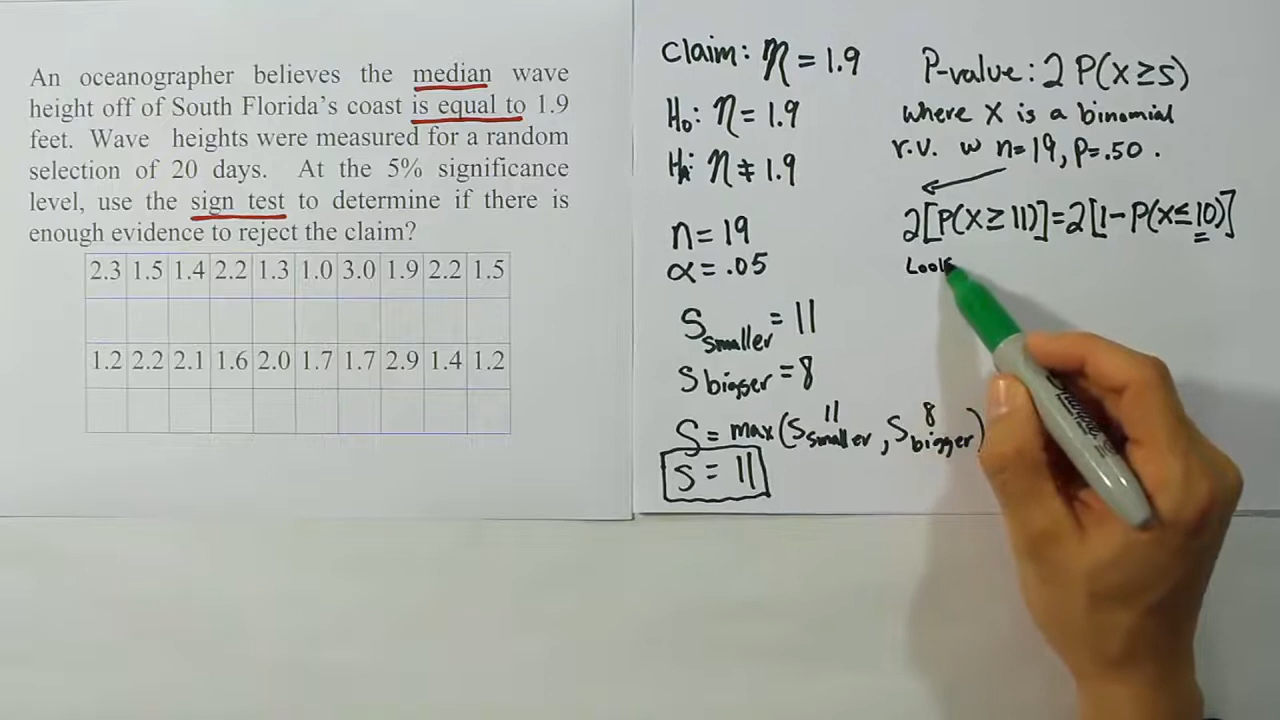 An oceanographer believes the median wave
height off of South Florida's coast is equal to 1.9
feet. Wave heights were measured for a random
selection of 20 days. At the 5% significance
level, use the sign test to determine if there is
enough evidence to reject the claim?
2.3 1.5 1.4 2.2 1.3 1.0 3.0 1.9 2.2 1.5
1.2 2.2 2.1 1.6 2.0 1.7 1.7 2.9 1.4 1.2
Claim: η = 1.9
H₀: η = 1.9
Hₐ: η ≠ 1.9
n = 19
α = .05
S smaller = 11
S bigger = 8
11 8
S = max(S smaller, S bigger)
S = 11
P-value: 2 P(X ≥ S)
where X is a binomial
r.v. w n=19, p=.50.
2[P(X ≥ 11)] = 2[1 - P(X ≤ 10)]
Look
Sharpie